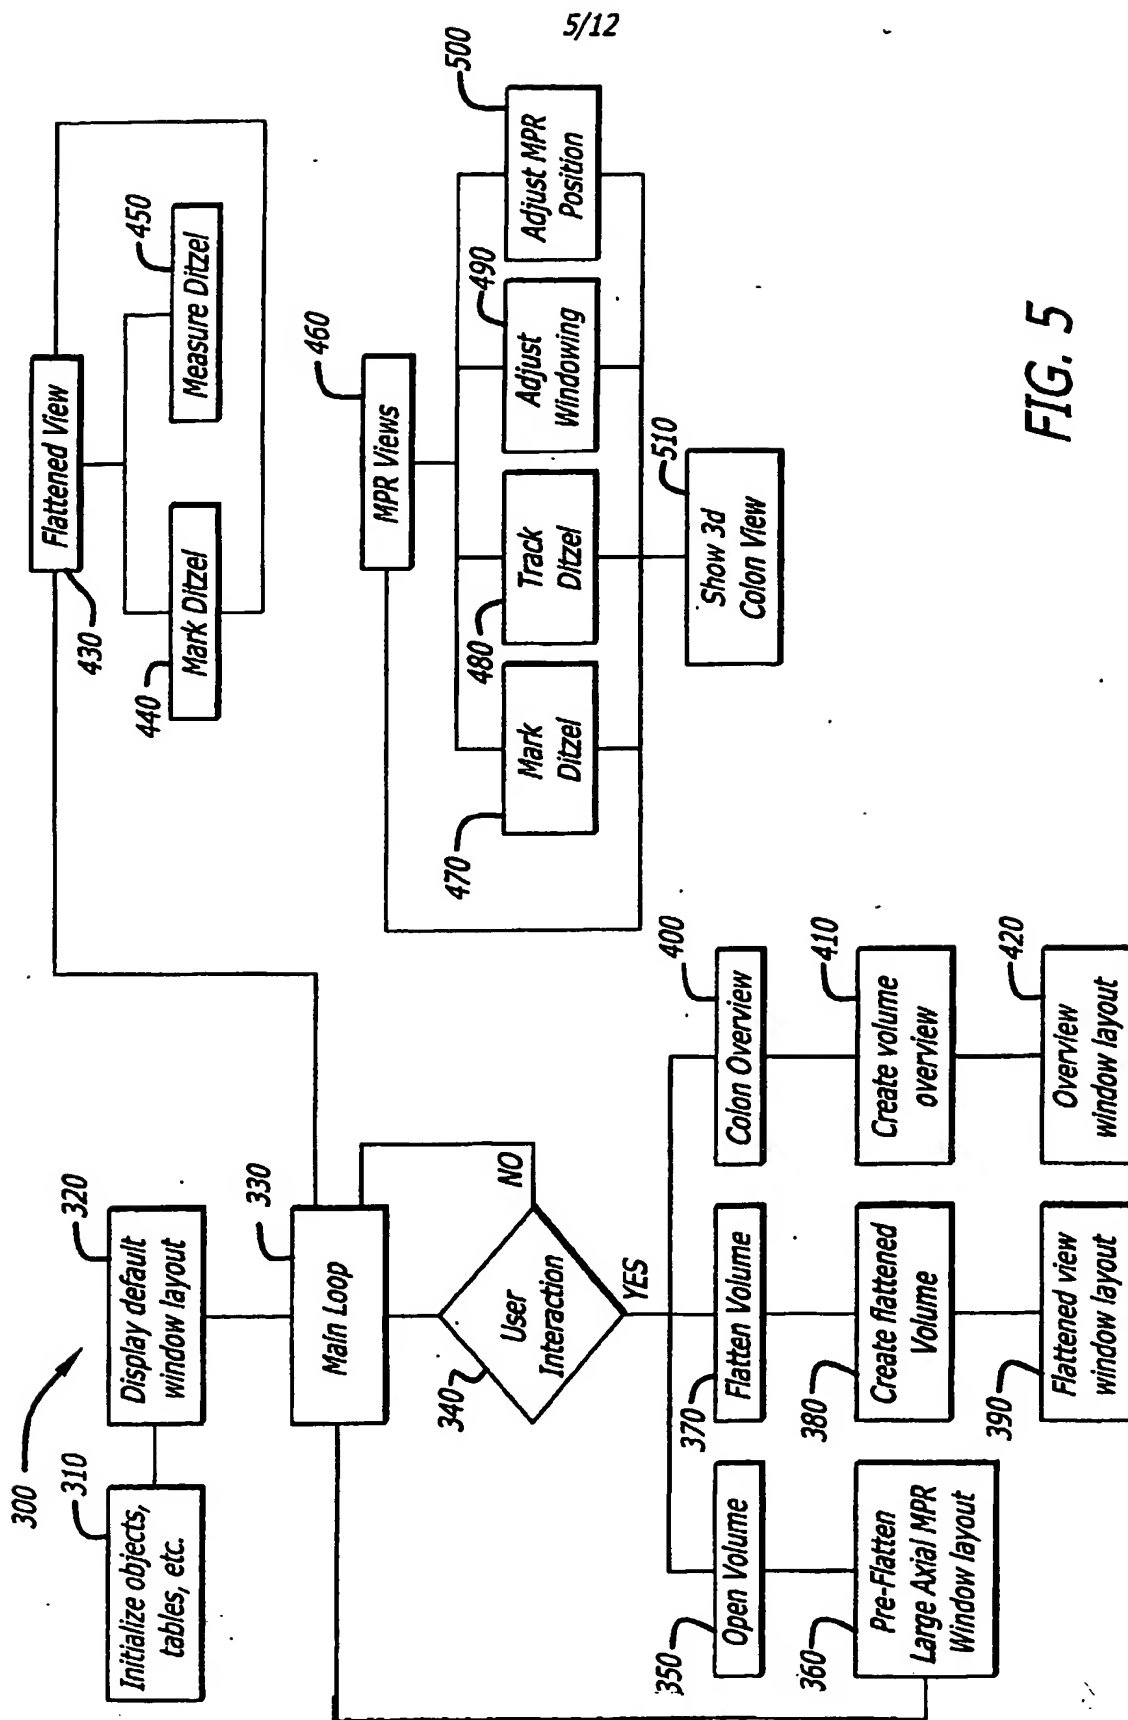 5/12
300
310
Initialize objects,
tables, etc.
320
Display default
window layout
330
Main Loop
340
User
Interaction
NO
YES
350
Open Volume
360
Pre-Flatten
Large Axial MPR
Window layout
370
Flatten Volume
380
Create flattened
Volume
390
Flattened view
window layout
400
Colon Overview
410
Create volume
overview
420
Overview
window layout
430
Flattened View
440
Mark Ditzel
450
Measure Ditzel
460
MPR Views
470
Mark
Ditzel
480
Track
Ditzel
490
Adjust
Windowing
500
Adjust MPR
Position
510
Show 3d
Colon View
FIG. 5